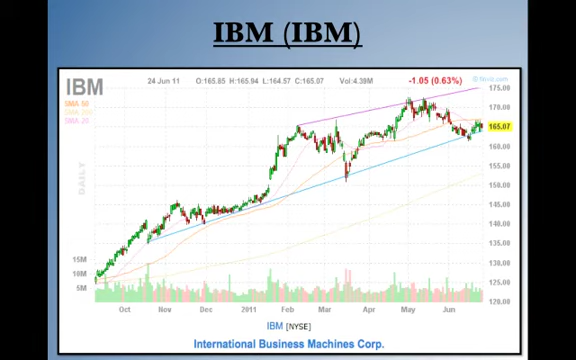 IBM (IBM)
IBM
24 Jun 11 O:165.85 H:165.94 L:164.57 C:165.07 Vol:4.39M -1.05 (0.63%)
SMA 50
SMA 200
SMA 20
DAILY
175.00
170.00
165.07
160.00
155.00
150.00
145.00
140.00
135.00
130.00
125.00
120.00
15M
10M
5M
Oct Nov Dec 2011 Feb Mar Apr May Jun
IBM [NYSE]
International Business Machines Corp.